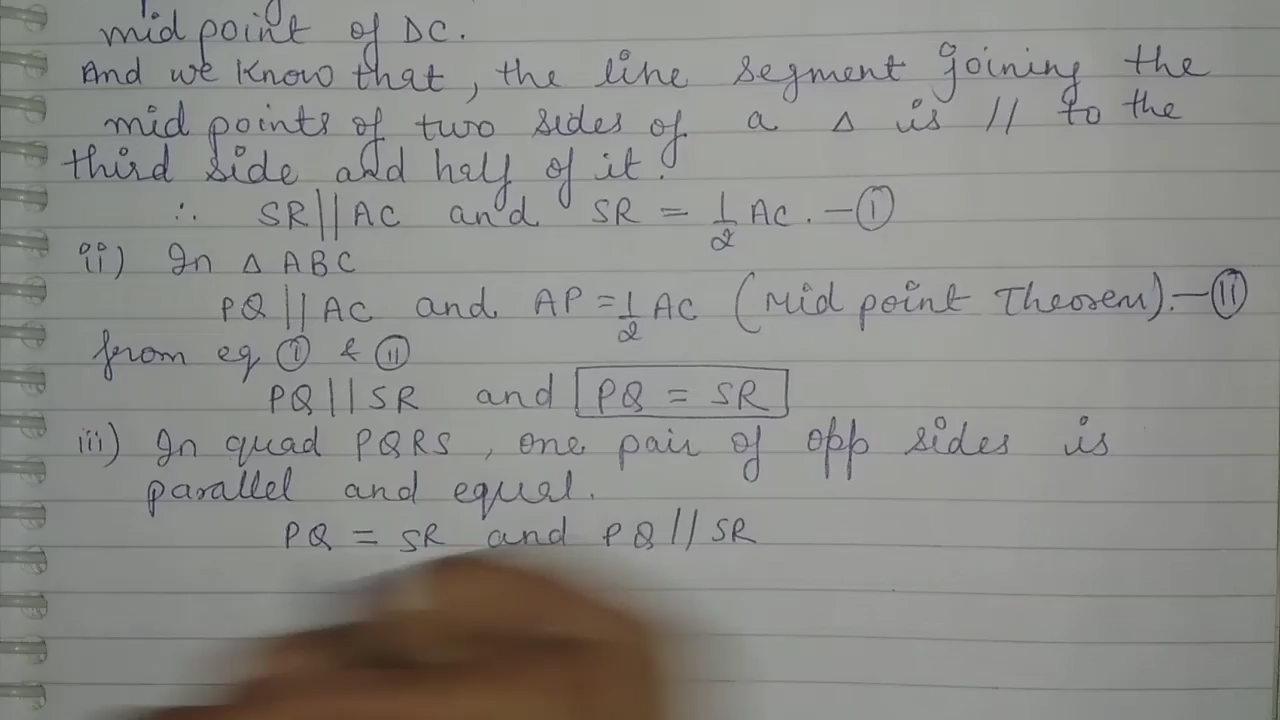 midpoint of DC.
And we know that, the line segment joining the
mid points of two sides of a Δ is // to the
third side and half of it.
∴ SR||AC and SR = 1/2 AC. -(I)
ii) In Δ ABC
PQ||AC and AP = 1/2 AC (Mid point Theorem).-(II)
from eq (I) & (II)
PQ||SR and PQ = SR
iii) In quad PQRS, one pair of opp sides is
parallel and equal.
PQ = SR and PQ // SR